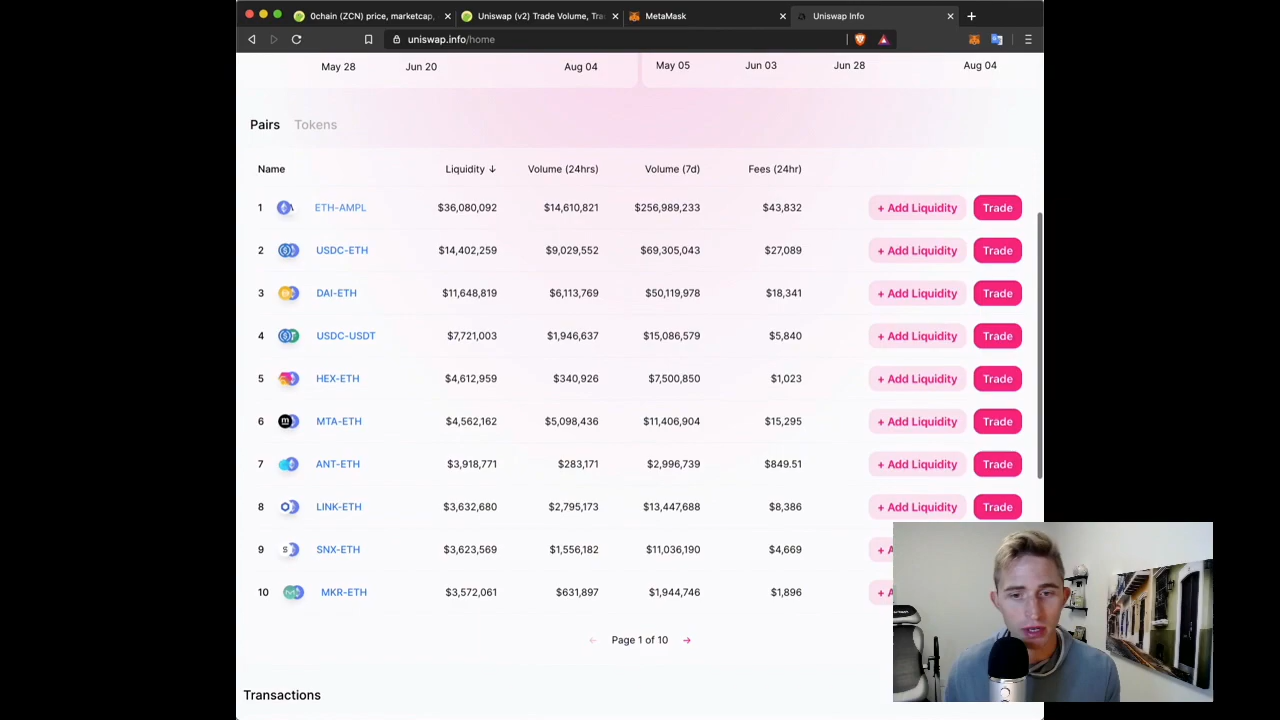 0chain (ZCN) price, marketcap,
Uniswap (v2) Trade Volume, Tra
MetaMask
Uniswap Info
uniswap.info/home
May 28 Jun 20 Aug 04 May 05 Jun 03 Jun 28 Aug 04
Pairs Tokens
Name Liquidity ↓ Volume (24hrs) Volume (7d) Fees (24hr)
1 ETH-AMPL $36,080,092 $14,610,821 $256,989,233 $43,832 + Add Liquidity Trade
2 USDC-ETH $14,402,259 $9,029,552 $69,305,043 $27,089 + Add Liquidity Trade
3 DAI-ETH $11,648,819 $6,113,769 $50,119,978 $18,341 + Add Liquidity Trade
4 USDC-USDT $7,721,003 $1,946,637 $15,086,579 $5,840 + Add Liquidity Trade
5 HEX-ETH $4,612,959 $340,926 $7,500,850 $1,023 + Add Liquidity Trade
6 MTA-ETH $4,562,162 $5,098,436 $11,406,904 $15,295 + Add Liquidity Trade
7 ANT-ETH $3,918,771 $283,171 $2,996,739 $849.51 + Add Liquidity Trade
8 LINK-ETH $3,632,680 $2,795,173 $13,447,688 $8,386 + Add Liquidity Trade
9 SNX-ETH $3,623,569 $1,556,182 $11,036,190 $4,669 + A
10 MKR-ETH $3,572,061 $631,897 $1,944,746 $1,896 + A
← Page 1 of 10 →
Transactions